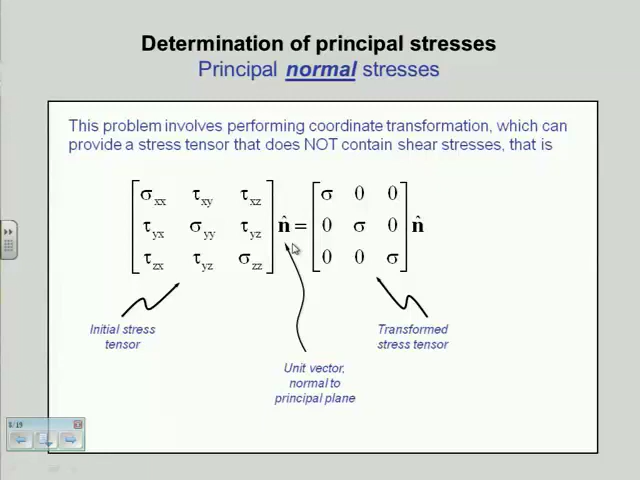 Determination of principal stresses
Principal normal stresses
This problem involves performing coordinate transformation, which can
provide a stress tensor that does NOT contain shear stresses, that is
σxx τxy τxz σ 0 0
τyx σyy τyz n̂ = 0 σ 0 n̂
τzx τyz σzz 0 0 σ
Initial stress
tensor
Transformed
stress tensor
Unit vector,
normal to
principal plane